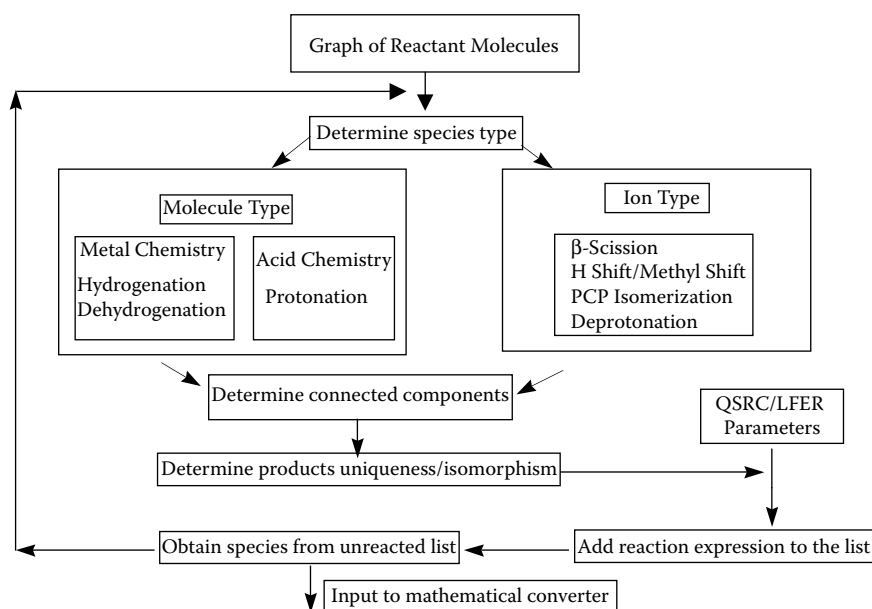 Graph of Reactant Molecules
Determine species type
Molecule Type
Metal Chemistry
Hydrogenation
Dehydrogenation
Acid Chemistry
Protonation
Ion Type
β-Scission
H Shift/Methyl Shift
PCP Isomerization
Deprotonation
Determine connected components
QSRC/LFER
Parameters
Determine products uniqueness/isomorphism
Obtain species from unreacted list
Add reaction expression to the list
Input to mathematical converter